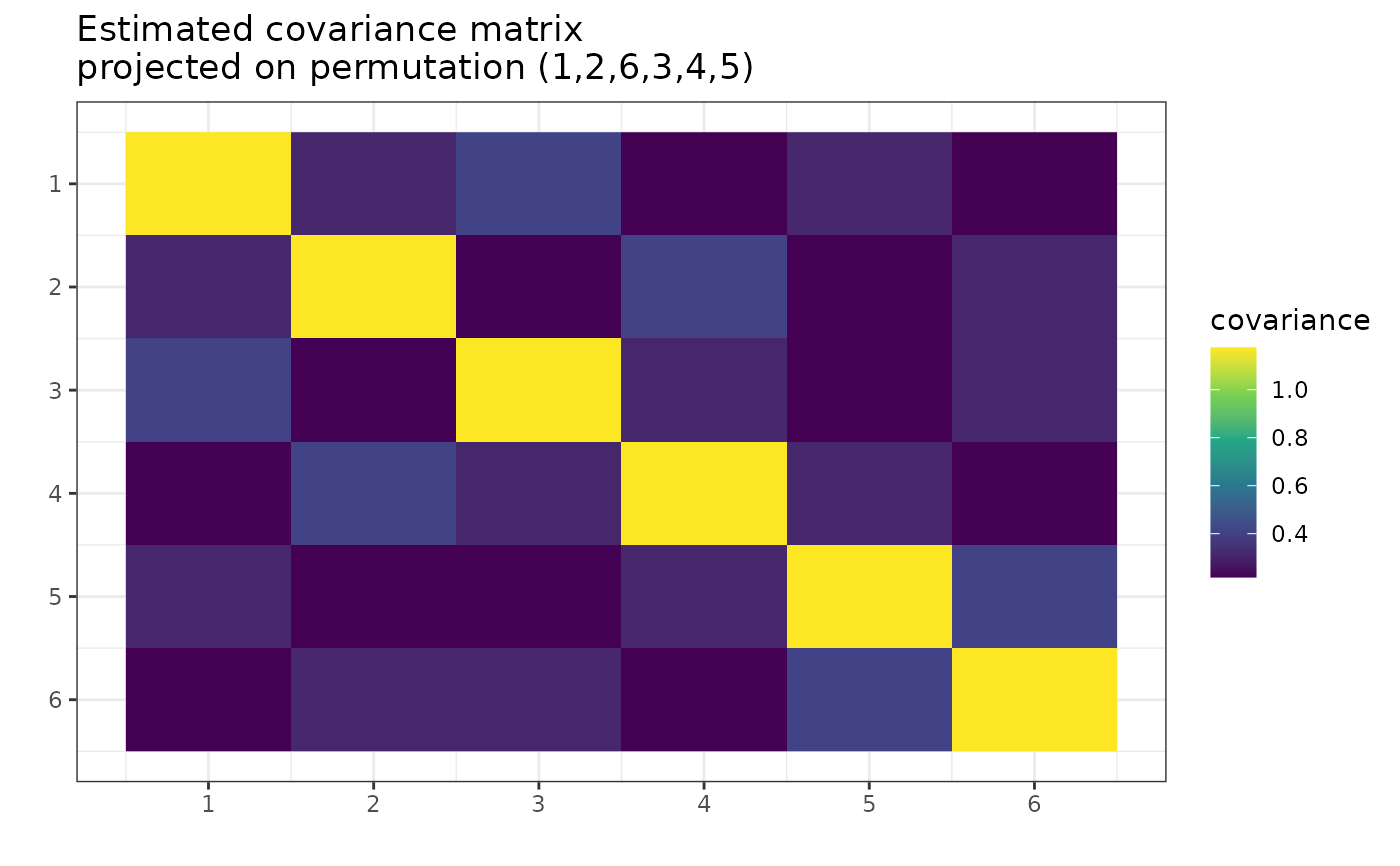 Estimated covariance matrix
projected on permutation (1,2,6,3,4,5)
1
2
3
4
5
6
1 2 3 4 5 6
covariance
1.0
0.8
0.6
0.4